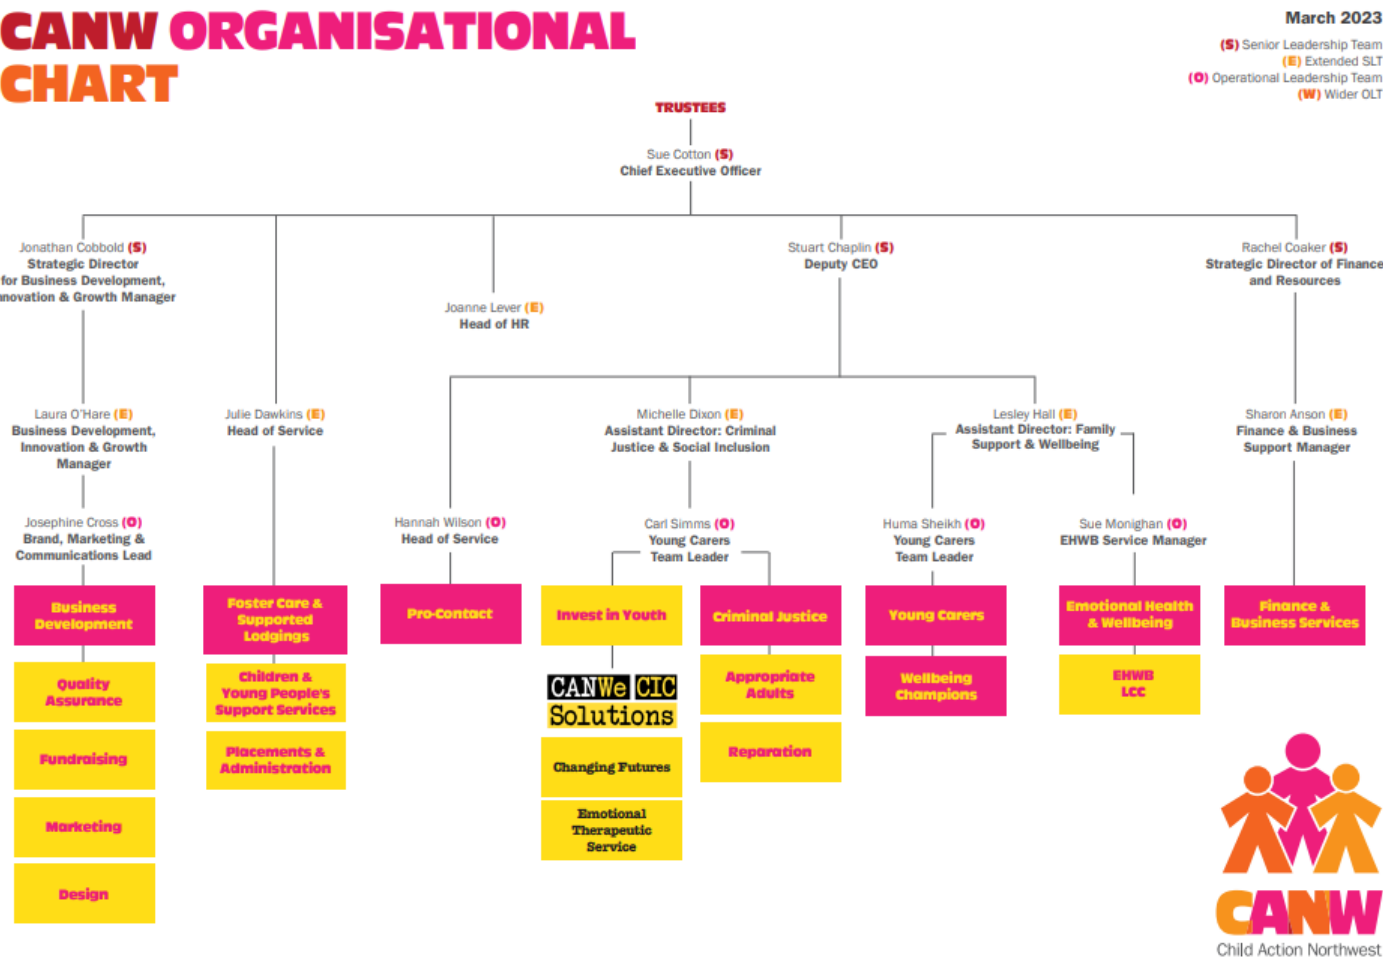 CANW ORGANISATIONAL
CHART
March 2023
(S) Senior Leadership Team
(E) Extended SLT
(O) Operational Leadership Team
(W) Wider OLT
TRUSTEES
Sue Cotton (S)
Chief Executive Officer
Jonathan Cobbold (S)
Strategic Director
for Business Development,
nnovation & Growth Manager
Joanne Lever (E)
Head of HR
Stuart Chaplin (S)
Deputy CEO
Rachel Coaker (S)
Strategic Director of Finance
and Resources
Laura O'Hare (E)
Business Development,
Innovation & Growth
Manager
Julie Dawkins (E)
Head of Service
Michelle Dixon (E)
Assistant Director: Criminal
Justice & Social Inclusion
Lesley Hall (E)
Assistant Director: Family
Support & Wellbeing
Sharon Anson (E)
Finance & Business
Support Manager
Josephine Cross (O)
Brand, Marketing &
Communications Lead
Hannah Wilson (O)
Head of Service
Carl Simms (O)
Young Carers
Team Leader
Huma Sheikh (O)
Young Carers
Team Leader
Sue Monighan (O)
EHWB Service Manager
Business
Development
Quality
Assurance
Fundraising
Marketing
Design
Foster Care &
Supported
Lodgings
Children &
Young People's
Support Services
Placements &
Administration
Pro-Contact
Invest in Youth
CANWe CIC
Solutions
Changing Futures
Emotional
Therapeutic
Service
Criminal Justice
Appropriate
Adults
Reparation
Young Carers
Wellbeing
Champions
Emotional Health
& Wellbeing
EHWB
LCC
Finance &
Business Services
CANW
Child Action Northwest